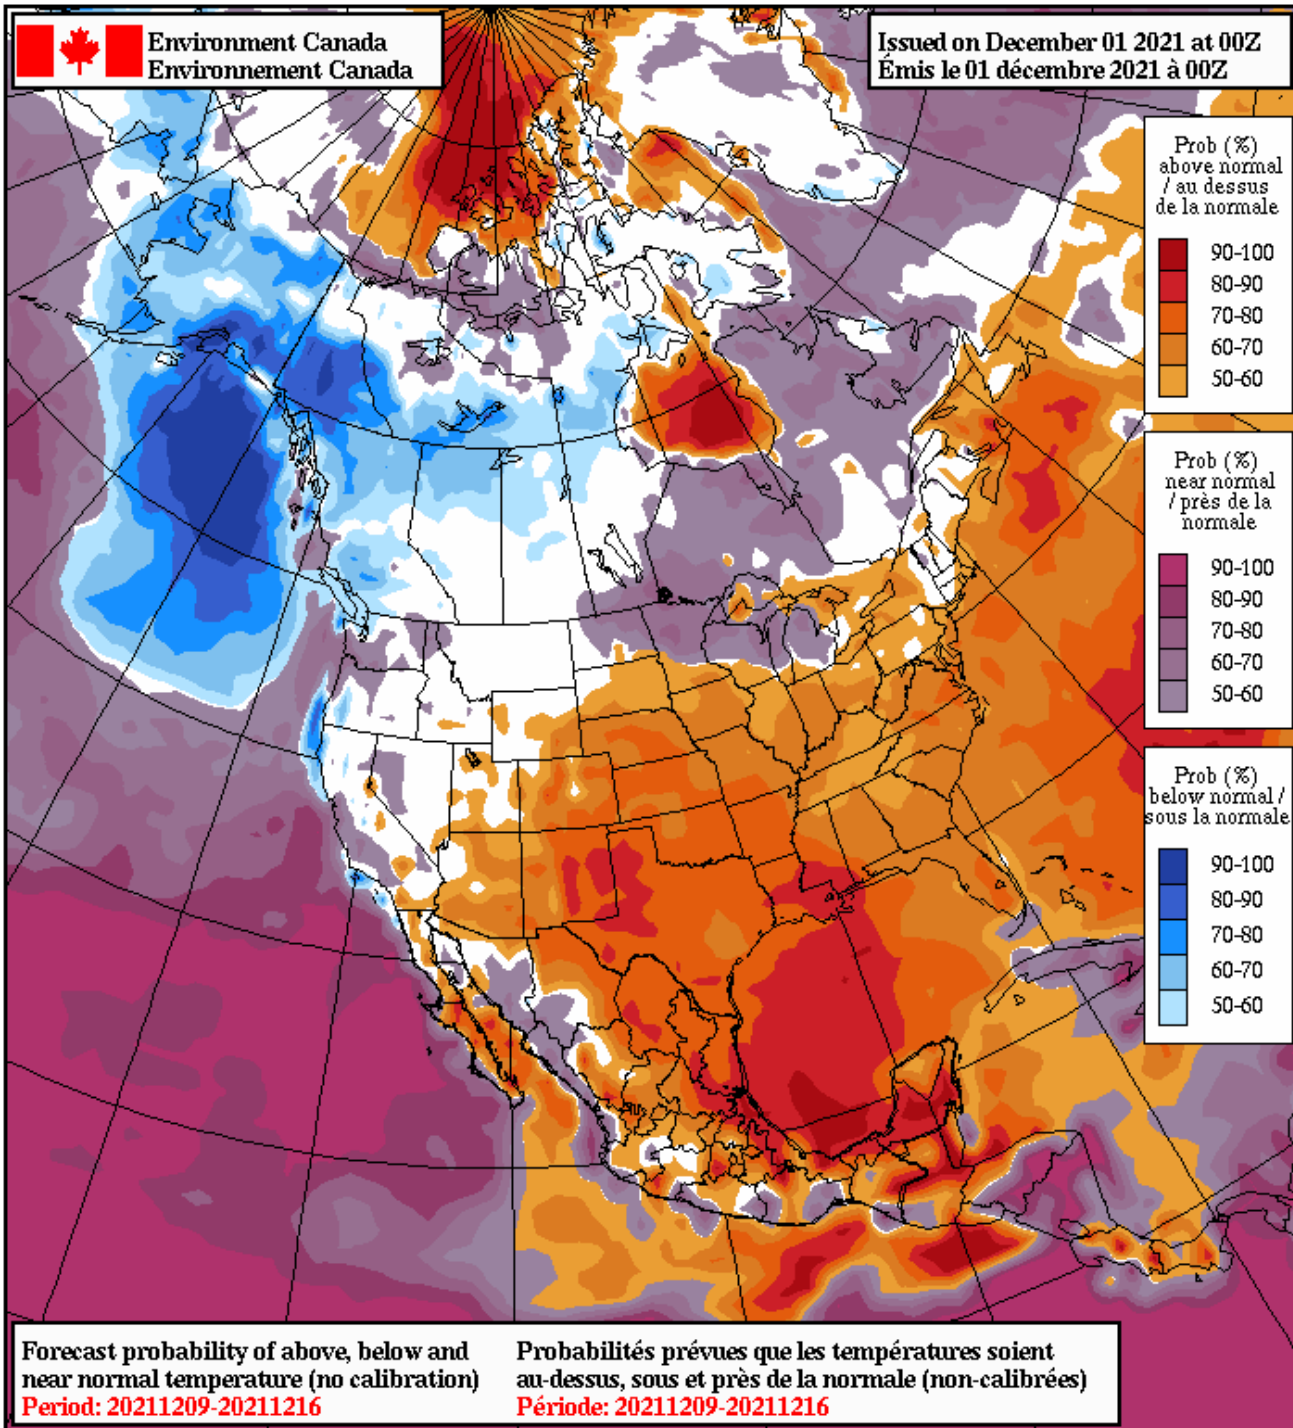 Environment Canada
Environnement Canada
Issued on December 01 2021 at 00Z
Émis le 01 décembre 2021 à 00Z
Prob (%)
above normal
/ au dessus
de la normale
90-100
80-90
70-80
60-70
50-60
Prob (%)
near normal
/ près de la
normale
90-100
80-90
70-80
60-70
50-60
Prob (%)
below normal /
sous la normale
90-100
80-90
70-80
60-70
50-60
Forecast probability of above, below and
near normal temperature (no calibration)
Period: 20211209-20211216
Probabilités prévues que les températures soient
au-dessus, sous et près de la normale (non-calibrées)
Période: 20211209-20211216